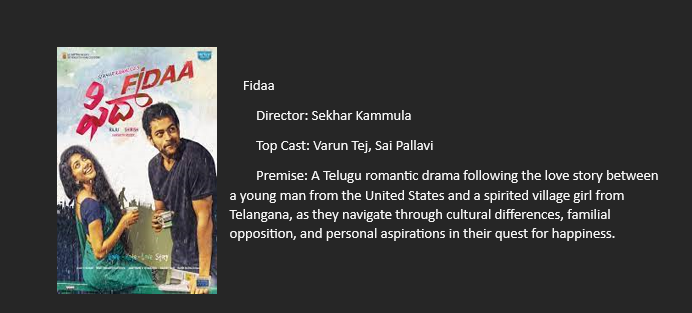 FiDAA
ఫిదా
Fidaa
Director: Sekhar Kammula
Top Cast: Varun Tej, Sai Pallavi
Premise: A Telugu romantic drama following the love story between
a young man from the United States and a spirited village girl from
Telangana, as they navigate through cultural differences, familial
opposition, and personal aspirations in their quest for happiness.